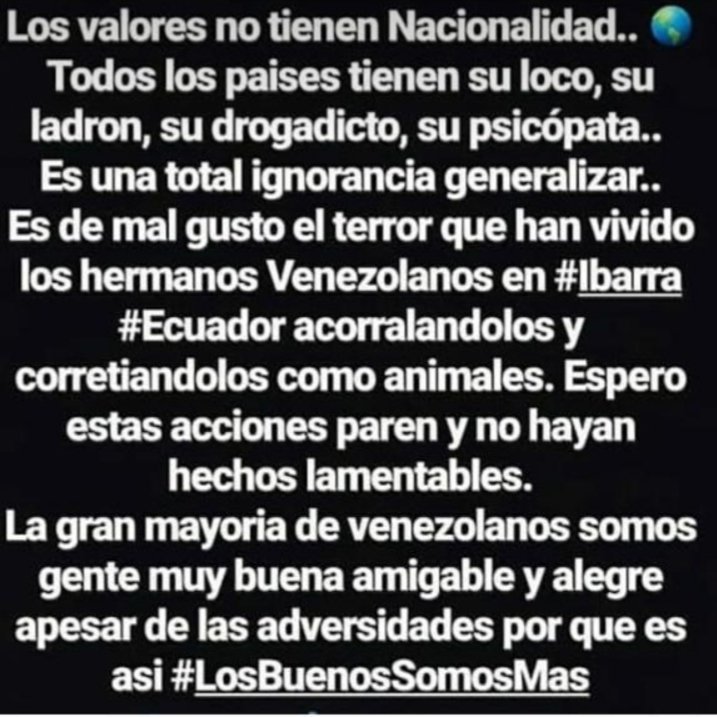 Los valores no tienen Nacionalidad.. 🌎
Todos los paises tienen su loco, su
ladron, su drogadicto, su psicópata..
Es una total ignorancia generalizar..
Es de mal gusto el terror que han vivido
los hermanos Venezolanos en #Ibarra
#Ecuador acorralandolos y
corretiandolos como animales. Espero
estas acciones paren y no hayan
hechos lamentables.
La gran mayoria de venezolanos somos
gente muy buena amigable y alegre
apesar de las adversidades por que es
asi #LosBuenosSomosMas